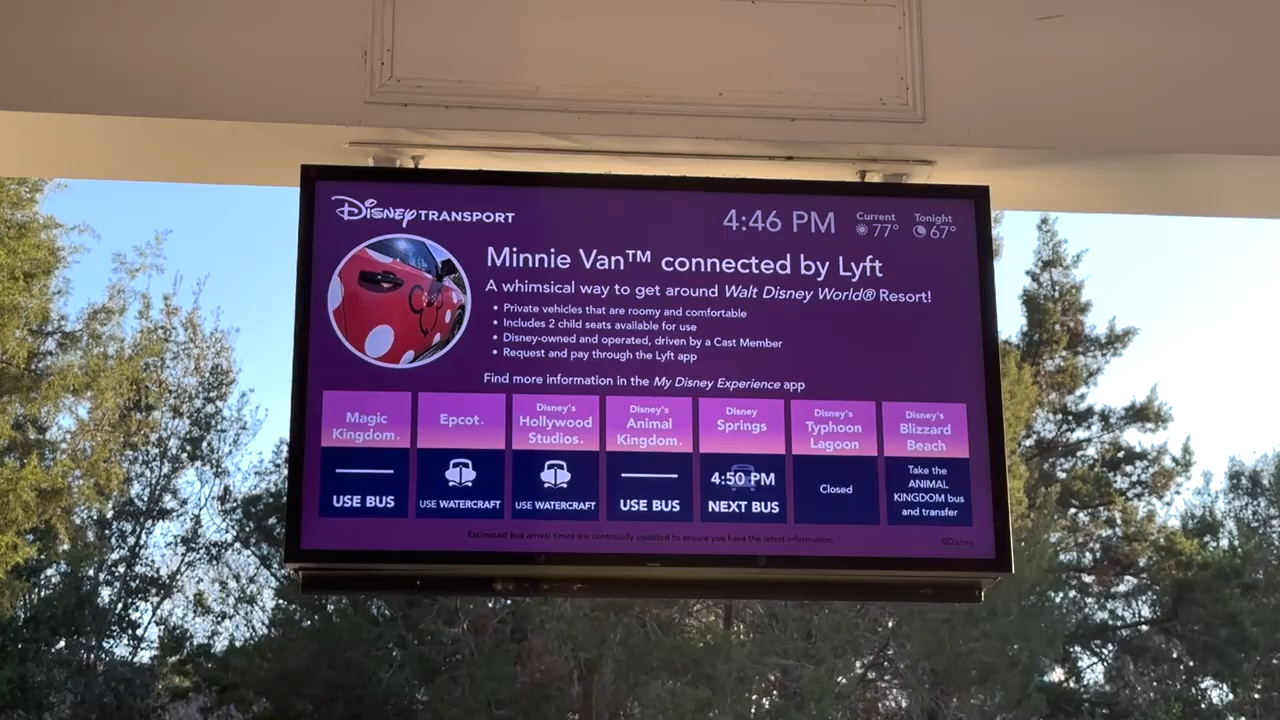 Disney TRANSPORT
4:46 PM
Current
77°
Tonight
67°
Minnie Van™ connected by Lyft
A whimsical way to get around Walt Disney World® Resort!
• Private vehicles that are roomy and comfortable
• Includes 2 child seats available for use
• Disney-owned and operated, driven by a Cast Member
• Request and pay through the Lyft app
Find more information in the My Disney Experience app
Magic
Kingdom.
USE BUS
Epcot.
USE WATERCRAFT
Disney's
Hollywood
Studios.
USE WATERCRAFT
Disney's
Animal
Kingdom.
USE BUS
Disney
Springs
4:50 PM
NEXT BUS
Disney's
Typhoon
Lagoon
Closed
Disney's
Blizzard
Beach
Take the
ANIMAL
KINGDOM bus
and transfer
Estimated bus arrival times are continually updated to ensure you have the latest information.
©Disney